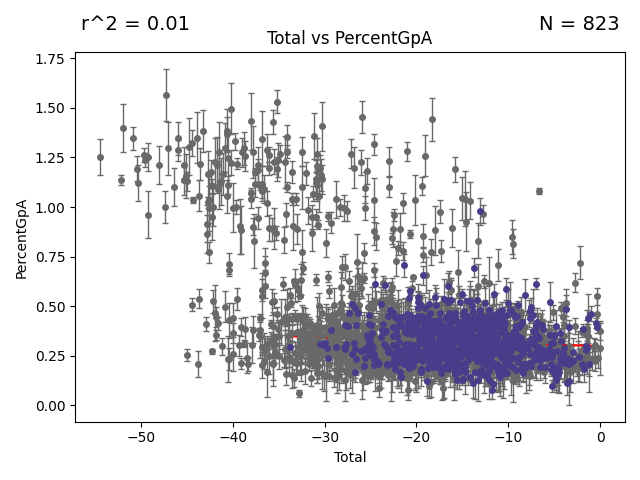 r^2 = 0.01
N = 823
Total vs PercentGpA
1.75
1.50
1.25
1.00
0.75
0.50
0.25
0.00
PercentGpA
−50
−40
−30
−20
−10
0
Total